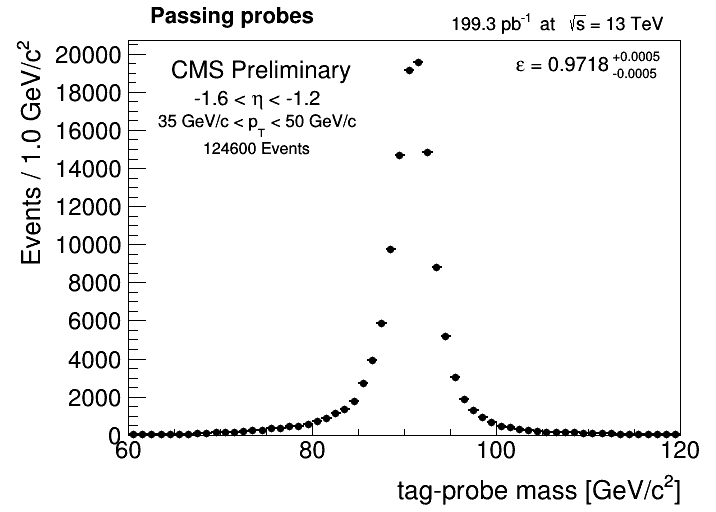 Passing probes
199.3 pb⁻¹ at √s = 13 TeV
CMS Preliminary
-1.6 < η < -1.2
35 GeV/c < p_T < 50 GeV/c
124600 Events
ε = 0.9718 +0.0005 -0.0005
Events / 1.0 GeV/c²
20000
18000
16000
14000
12000
10000
8000
6000
4000
2000
0
60
80
100
120
tag-probe mass [GeV/c²]